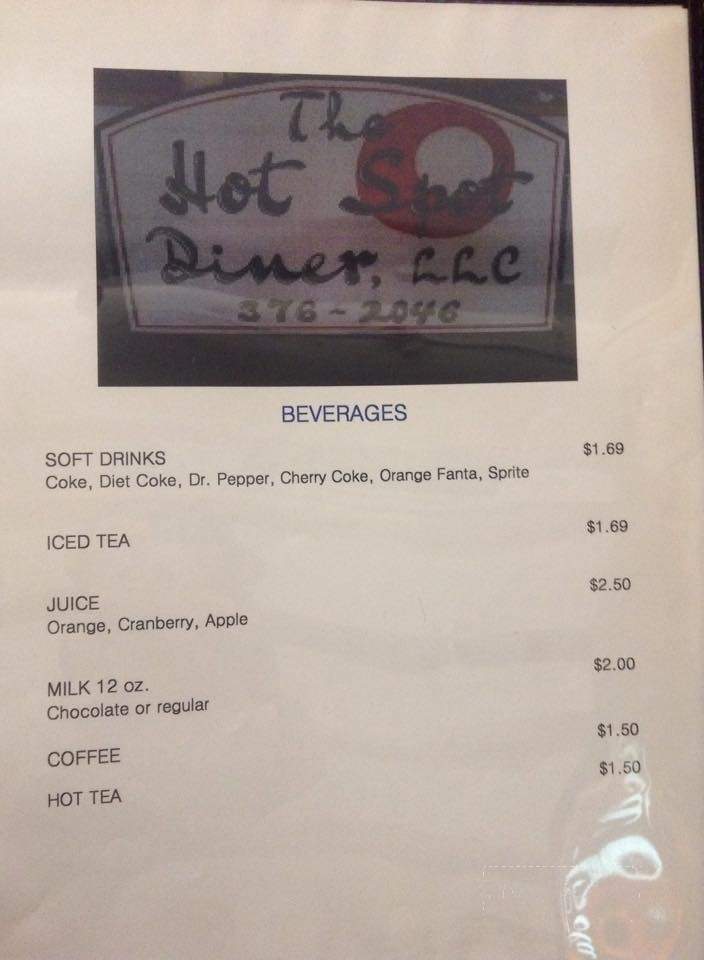 The
Hot Spot
Diner, LLC
376-2046
BEVERAGES
SOFT DRINKS $1.69
Coke, Diet Coke, Dr. Pepper, Cherry Coke, Orange Fanta, Sprite
ICED TEA $1.69
JUICE $2.50
Orange, Cranberry, Apple
MILK 12 oz. $2.00
Chocolate or regular
COFFEE $1.50
HOT TEA $1.50